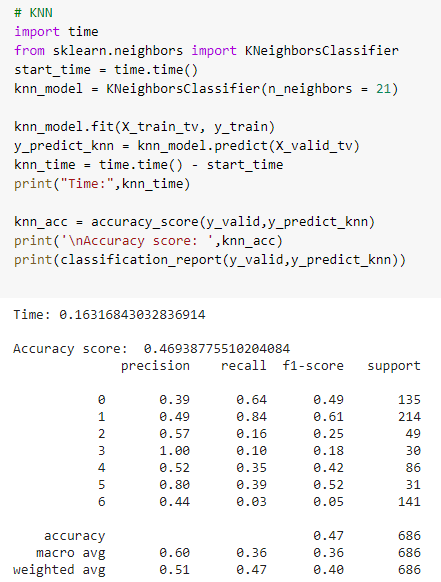 # KNN
import time
from sklearn.neighbors import KNeighborsClassifier
start_time = time.time()
knn_model = KNeighborsClassifier(n_neighbors = 21)
knn_model.fit(X_train_tv, y_train)
y_predict_knn = knn_model.predict(X_valid_tv)
knn_time = time.time() - start_time
print("Time:",knn_time)
knn_acc = accuracy_score(y_valid,y_predict_knn)
print('\nAccuracy score: ',knn_acc)
print(classification_report(y_valid,y_predict_knn))
Time: 0.16316843032836914
Accuracy score:  0.46938775510204084
precision recall f1-score support
0 0.39 0.64 0.49 135
1 0.49 0.84 0.61 214
2 0.57 0.16 0.25 49
3 1.00 0.10 0.18 30
4 0.52 0.35 0.42 86
5 0.80 0.39 0.52 31
6 0.44 0.03 0.05 141
accuracy 0.47 686
macro avg 0.60 0.36 0.36 686
weighted avg 0.51 0.47 0.40 686